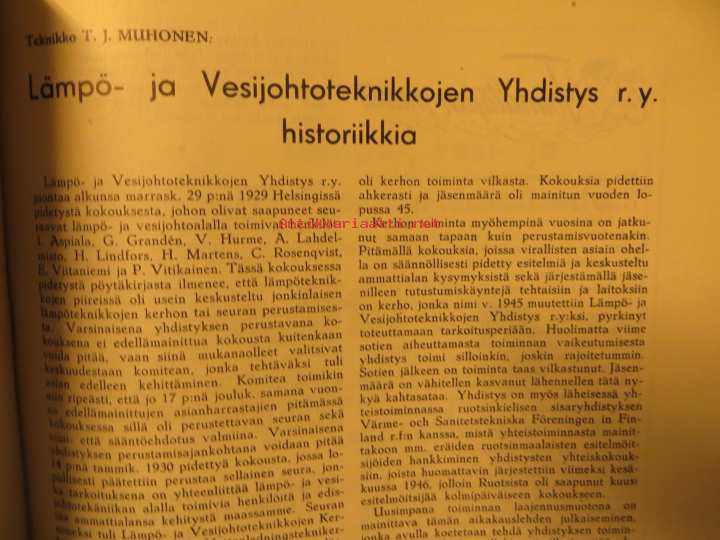 Teknikko T. J. MUHONEN:
Lämpö- ja Vesijohtoteknikkojen Yhdistys r. y.
historiikkia
Lämpö- ja Vesijohtoteknikkojen Yhdistys r.y.
juontaa alkunsa marrask. 29 p:nä 1929 Helsingissä
pidetystä kokouksesta, johon olivat saapuneet seu-
raavat lämpö- ja vesijohtoalalla toimivat
I. Aspiala, G. Grandén, V. Hurme, A. Lahdel-
misto, H. Lindfors, H. Martens, C. Rosenqvist,
E. Viitaniemi ja P. Vitikainen. Tässä kokouksessa
pidetystä pöytäkirjasta ilmenee, että lämpöteknik-
kojen piireissä oli usein keskusteltu jonkinlaisen
lämpöteknikkojen kerhon tai seuran perustamises-
ta. Varsinaisena yhdistyksen perustavana ko-
kouksena ei edellämainittua kokousta kuitenkaan
voida pitää, vaan siinä mukanaolleet valitsivat
keskuudestaan komitean, jonka tehtäväksi tuli
asian edelleen kehittäminen. Komitea toimikin
niin ripeästi, että jo 17 p:nä jouluk. samana vuon-
na edellämainittujen asianharrastajien pitämässä
kokouksessa sillä oli perustettavan seuran sekä
että sääntöehdotus valmiina. Varsinaisena
yhdistyksen perustamisajankohtana voidaan pitää
14 p:nä tammik. 1930 pidettyä kokousta, jossa lo-
pullisesti päätettiin perustaa sellainen seura, jon-
ka tarkoituksena on yhteenliittää lämpö- ja vesi-
johtotekniikan alalla toimivia henkilöitä ja edis-
tää ammattialansa kehitystä maassamme. Seuran
nimeksi tuli Lämpö- ja Vesijohtoteknikkojen Ker-
oli kerhon toiminta vilkasta. Kokouksia pidettiin
ahkerasti ja jäsenmäärä oli mainitun vuoden lo-
pussa 45.
Kerhon toiminta myöhempinä vuosina on jatku-
nut samaan tapaan kuin perustamisvuotenakin.
Pitämällä kokouksia, joissa virallisten asiain ohel-
la on säännöllisesti pidetty esitelmiä ja keskusteltu
ammattialan kysymyksistä sekä järjestämällä jäse-
nilleen tutustumiskäyntejä tehtaisiin ja laitoksiin
on kerho, jonka nimi v. 1945 muutettiin Lämpö- ja
Vesijohtoteknikkojen Yhdistys r.y:ksi, pyrkinyt
toteuttamaan tarkoitusperiään. Huolimatta viime
sotien aiheuttamasta toiminnan vaikeutumisesta
yhdistys toimi silloinkin, joskin rajoitetummin.
Sotien jälkeen on toiminta taas vilkastunut. Jäsen-
määrä on vähitellen kasvanut lähennellen tätä ny-
kyä kahtasataa. Yhdistys on myös läheisessä yh-
teistoiminnassa ruotsinkielisen sisaryhdistyksen
Värme- och Sanitetstekniska Föreningen in Fin-
land r.f:n kanssa, mistä yhteistoiminnasta mainit-
takoon mm. eräiden ruotsinmaalaisten esitelmöit-
sijöiden hankkiminen yhdistysten yhteiskokouk-
siin, joista huomattavin järjestettiin viimeksi kesä-
kuussa 1946, jolloin Ruotsista oli saapunut kuusi
esitelmöitsijää kolmipäiväiseen kokoukseen.
Uusimpana toiminnan laajennusmuotona on
mainittava tämän aikakauslehden julkaiseminen,
jonka avulla koetetaan tehdä yhdistyksen toimin-